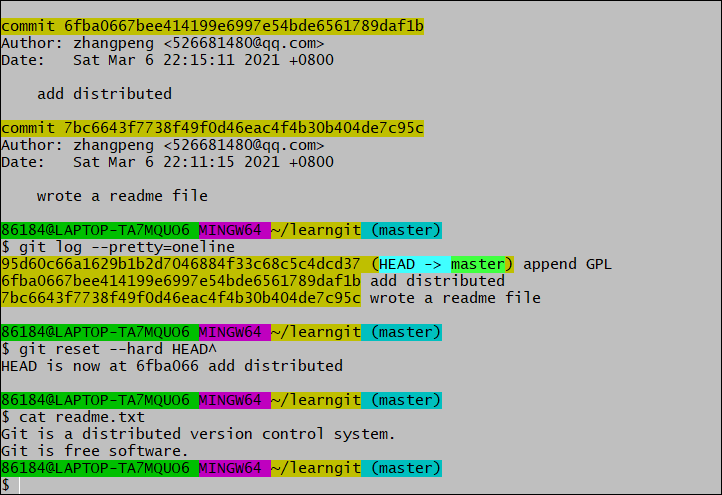 commit 6fba0667bee414199e6997e54bde6561789daf1b
Author: zhangpeng <526681480@qq.com>
Date:   Sat Mar 6 22:15:11 2021 +0800
    add distributed
commit 7bc6643f7738f49f0d46eac4f4b30b404de7c95c
Author: zhangpeng <526681480@qq.com>
Date:   Sat Mar 6 22:11:15 2021 +0800
    wrote a readme file
86184@LAPTOP-TA7MQUO6 MINGW64 ~/learngit (master)
$ git log --pretty=oneline
95d60c66a1629b1b2d7046884f33c68c5c4dcd37 (HEAD -> master) append GPL
6fba0667bee414199e6997e54bde6561789daf1b add distributed
7bc6643f7738f49f0d46eac4f4b30b404de7c95c wrote a readme file
86184@LAPTOP-TA7MQUO6 MINGW64 ~/learngit (master)
$ git reset --hard HEAD^
HEAD is now at 6fba066 add distributed
86184@LAPTOP-TA7MQUO6 MINGW64 ~/learngit (master)
$ cat readme.txt
Git is a distributed version control system.
Git is free software.
86184@LAPTOP-TA7MQUO6 MINGW64 ~/learngit (master)
$